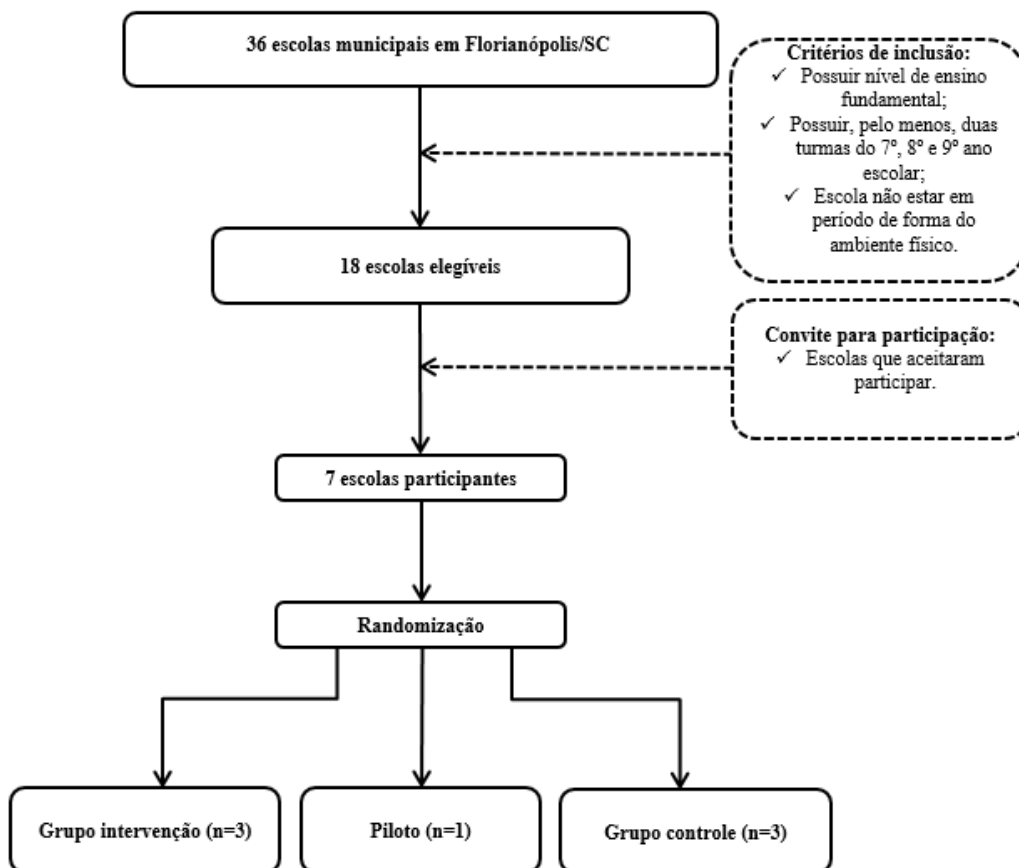 36 escolas municipais em Florianópolis/SC
Critérios de inclusão:
✓ Possuir nível de ensino
fundamental;
✓ Possuir, pelo menos, duas
turmas do 7º, 8º e 9º ano
escolar;
✓ Escola não estar em
período de forma do
ambiente físico.
18 escolas elegíveis
Convite para participação:
✓ Escolas que aceitaram
participar.
7 escolas participantes
Randomização
Grupo intervenção (n=3)
Piloto (n=1)
Grupo controle (n=3)